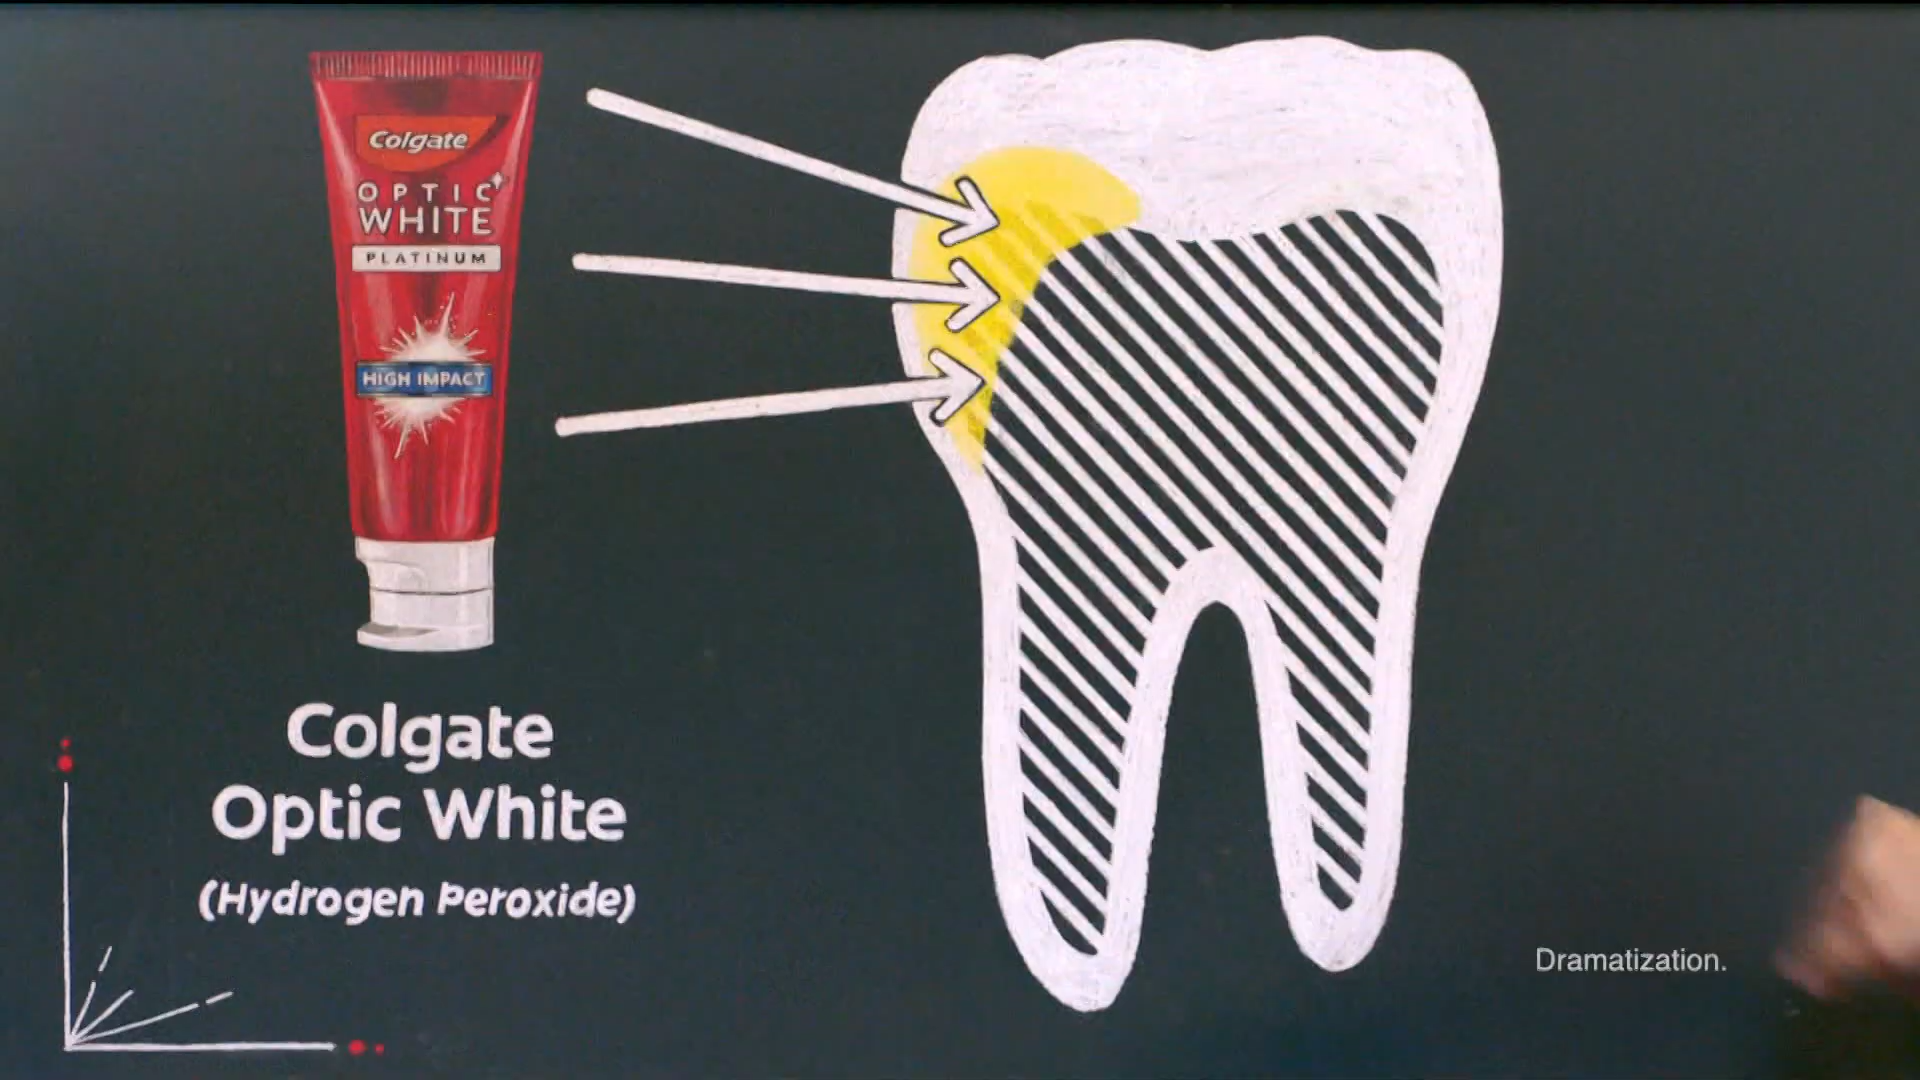 Colgate
OPTIC
WHITE
PLATINUM
HIGH IMPACT
Colgate
Optic White
(Hydrogen Peroxide)
Dramatization.